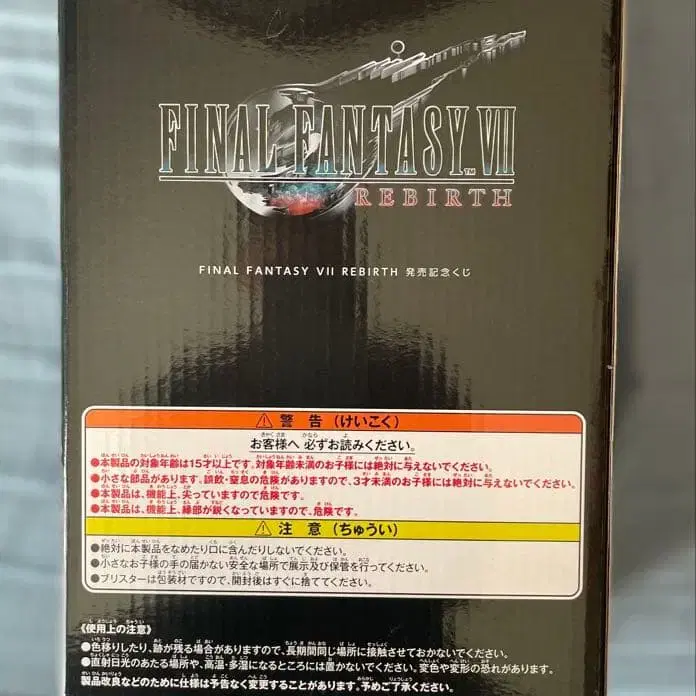 FINAL FANTASY VII
REBIRTH
FINAL FANTASY VII REBIRTH 発売記念くじ
⚠ 警告（けいこく）
お客様へ 必ずお読みください。
●本製品の対象年齢は15才以上です。対象年齢未満のお子様には絶対に与えないでください。
●小さな部品があります。誤飲・窒息の危険がありますので、3才未満のお子様には絶対に与えないでください。
●本製品は、機能上、尖っていますので危険です。
●本製品は、機能上、縁部が鋭くなっていますので、危険です。
⚠ 注意（ちゅうい）
●絶対に本製品をなめたり口に含んだりしないでください。
●小さなお子様の手の届かない安全な場所で展示及び保管を行ってください。
●ブリスターは包装材ですので、開封後はすぐに捨ててください。
《使用上の注意》
●色移りしたり、跡が残る場合がありますので、長期間同じ場所に接触させておかないでください。
●直射日光のあたる場所や、高温・多湿になるところには置かないでください。変色や変形の恐れがあります。
製品改良などのために仕様は予告なく変更することがあります。予めご了承ください。